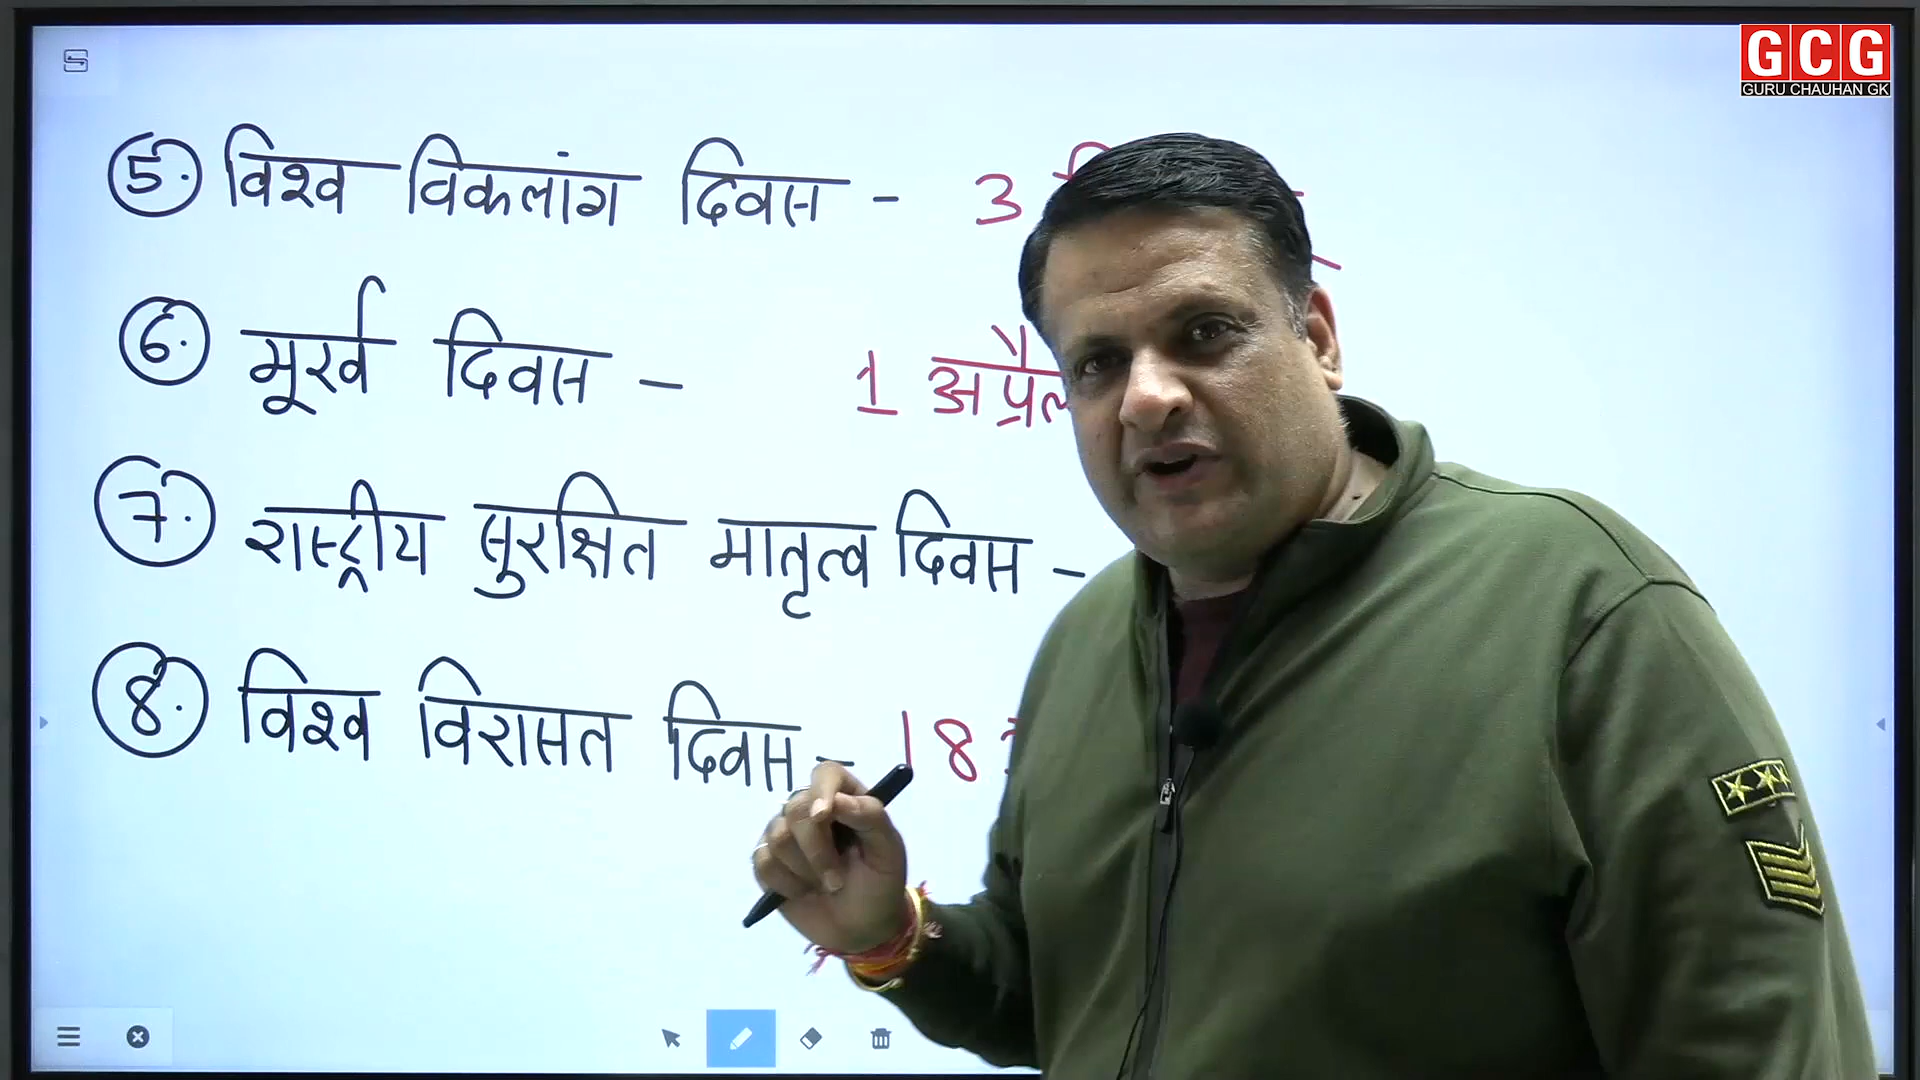 GCG
GURU CHAUHAN GK
5. विश्व विकलांग दिवस - 3
6. मूर्ख दिवस - 1 अप्रैल
7. राष्ट्रीय सुरक्षित मातृत्व दिवस -
8. विश्व विरासत दिवस - 18